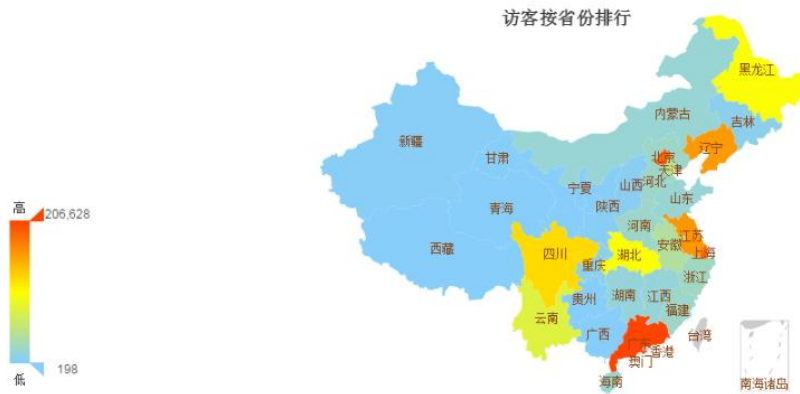 访客按省份排行
黑龙江
内蒙古
吉林
新疆
辽宁
甘肃
北京
天津
宁夏
山西
河北
山东
青海
陕西
高
206,628
河南
江苏
西藏
四川
湖北
安徽
上海
重庆
浙江
贵州
湖南
江西
福建
云南
广西
广东
台湾
香港
澳门
198
低
海南
南海诸岛